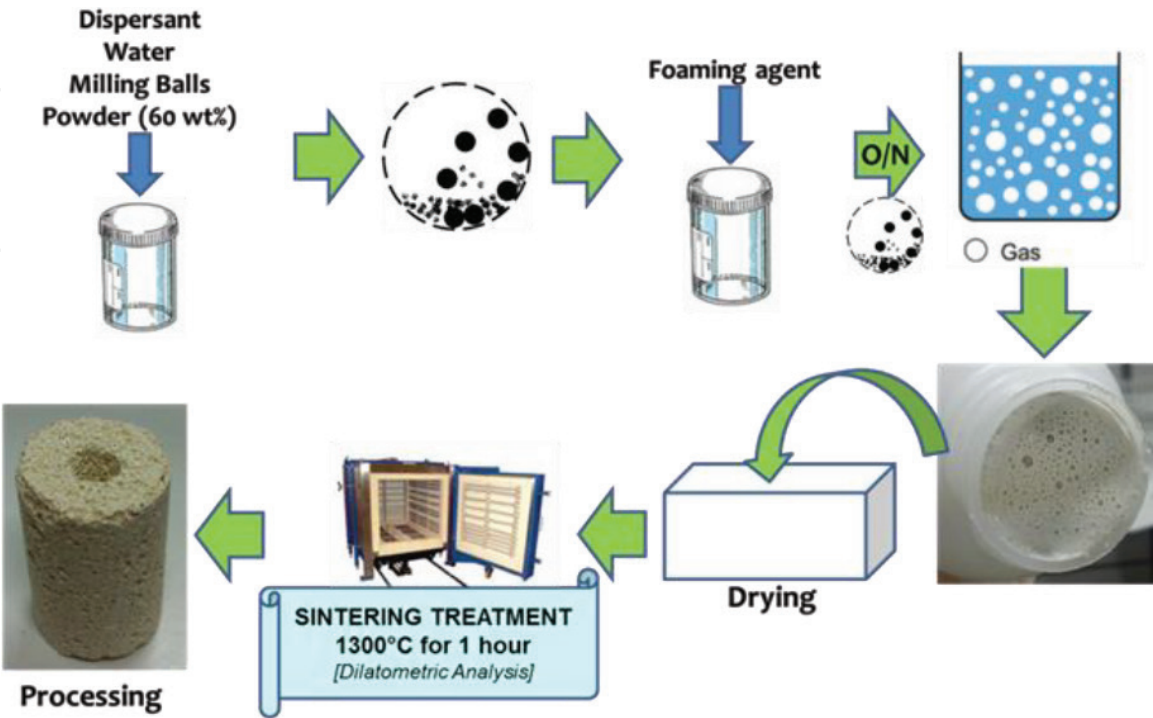 Dispersant
Water
Milling Balls
Powder (60 wt%)
Foaming agent
O/N
Gas
Drying
SINTERING TREATMENT
1300°C for 1 hour
[Dilatometric Analysis]
Processing